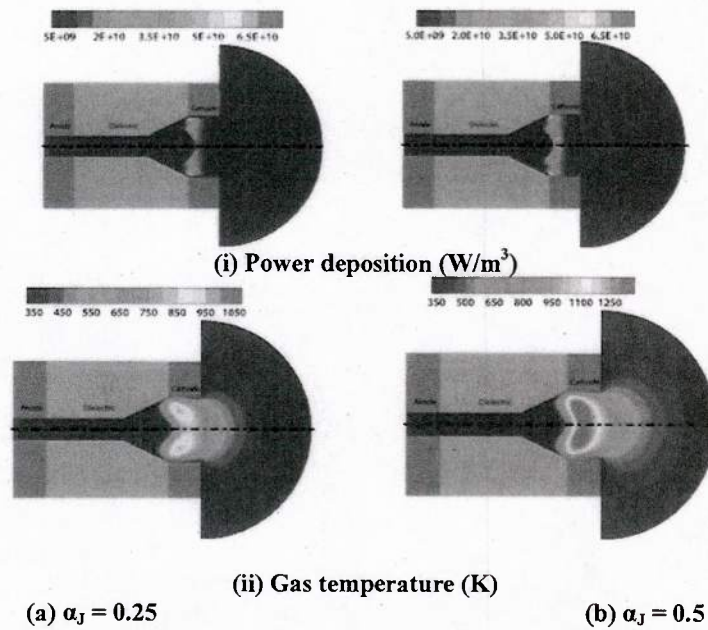 5E+09 2E+10 3.5E+10 5E+10 6.5E+10
5.0E+09 2.0E+10 3.5E+10 5.0E+10 6.5E+10
Anode Dielectric Cathode
Anode Dielectric Cathode
(i) Power deposition (W/m³)
350 450 550 650 750 850 950 1050
350 500 650 800 950 1100 1250
Anode Dielectric Cathode
Anode Dielectric Cathode
(ii) Gas temperature (K)
(a) αJ = 0.25 (b) αJ = 0.5